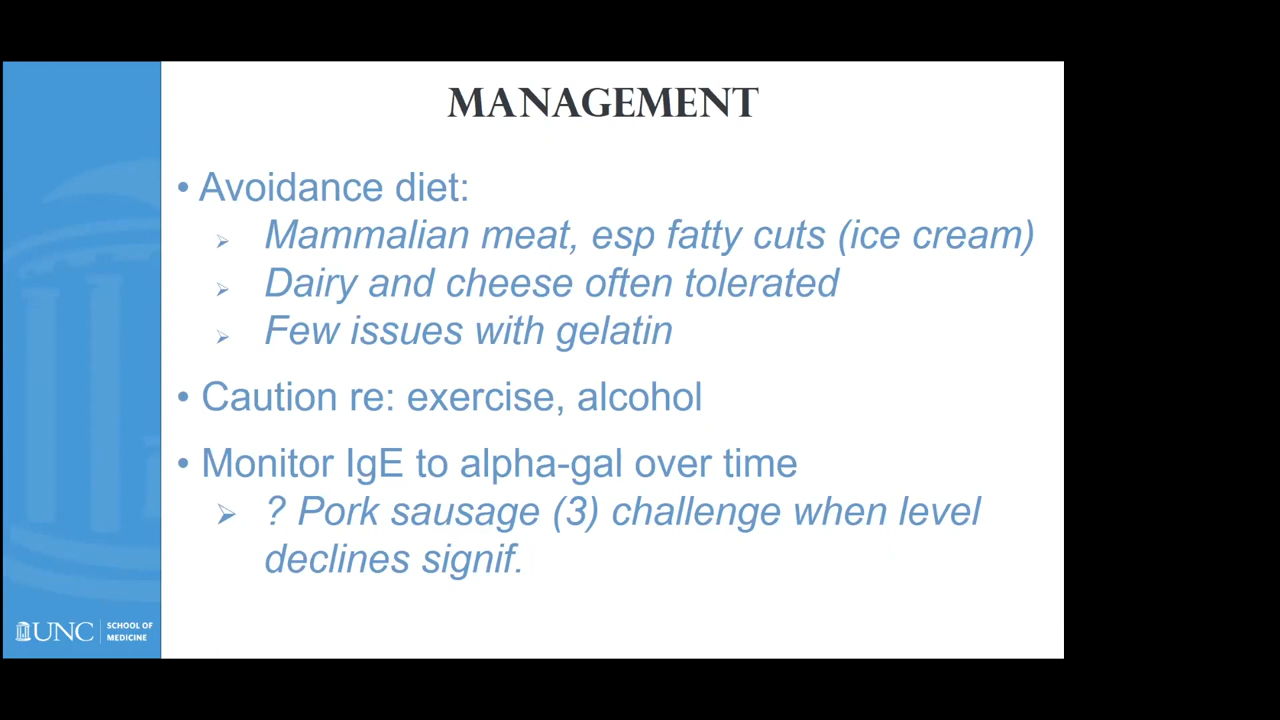 MANAGEMENT
• Avoidance diet:
➢ Mammalian meat, esp fatty cuts (ice cream)
➢ Dairy and cheese often tolerated
➢ Few issues with gelatin
• Caution re: exercise, alcohol
• Monitor IgE to alpha-gal over time
➢ ? Pork sausage (3) challenge when level
declines signif.
UNC SCHOOL OF
MEDICINE